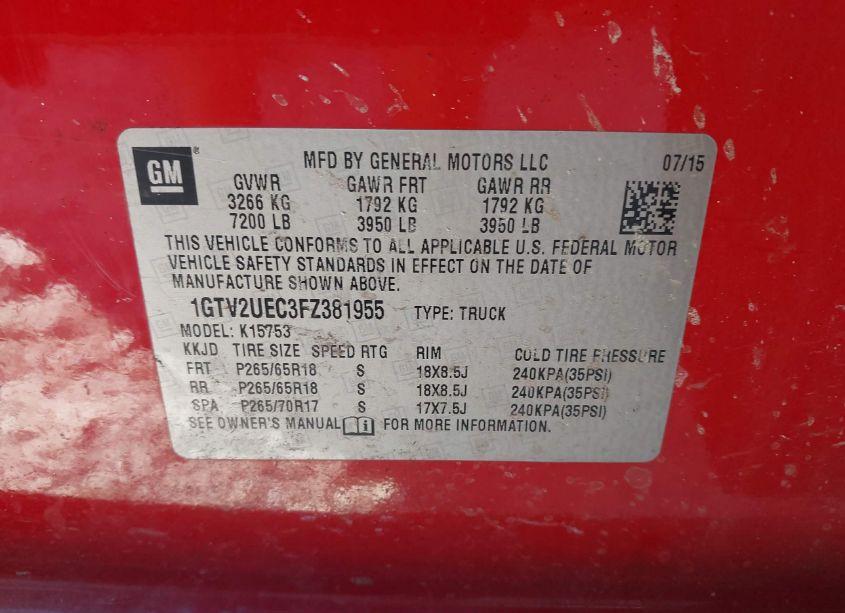 GM ® MFD BY GENERAL MOTORS LLC 07/15
GVWR GAWR FRT GAWR RR
3266 KG 1792 KG 1792 KG
7200 LB 3950 LB 3950 LB
THIS VEHICLE CONFORMS TO ALL APPLICABLE U.S. FEDERAL MOTOR
VEHICLE SAFETY STANDARDS IN EFFECT ON THE DATE OF
MANUFACTURE SHOWN ABOVE.
1GTV2UEC3FZ381955 TYPE: TRUCK
MODEL: K15753
KKJD TIRE SIZE SPEED RTG RIM COLD TIRE PRESSURE
FRT P265/65R18 S 18X8.5J 240KPA(35PSI)
RR P265/65R18 S 18X8.5J 240KPA(35PSI)
SPA P265/70R17 S 17X7.5J 240KPA(35PSI)
SEE OWNER'S MANUAL FOR MORE INFORMATION.